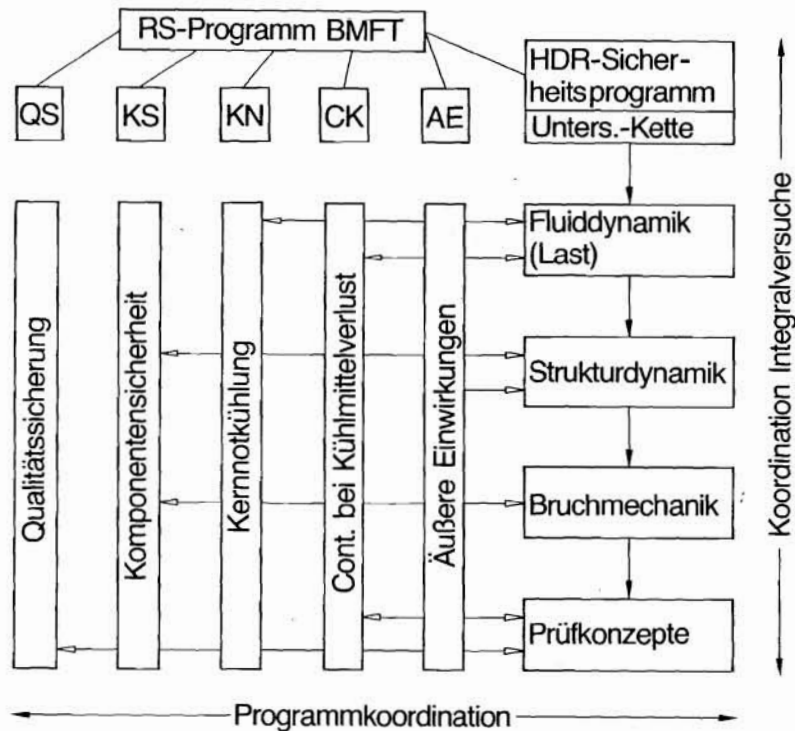 RS-Programm BMFT
HDR-Sicher-
heitsprogramm
Unters.-Kette
QS
KS
KN
CK
AE
Qualitätssicherung
Komponentensicherheit
Kernnotkühlung
Cont. bei Kühlmittelverlust
Äußere Einwirkungen
Fluiddynamik
(Last)
Strukturdynamik
Bruchmechanik
Prüfkonzepte
Koordination Integralversuche
Programmkoordination